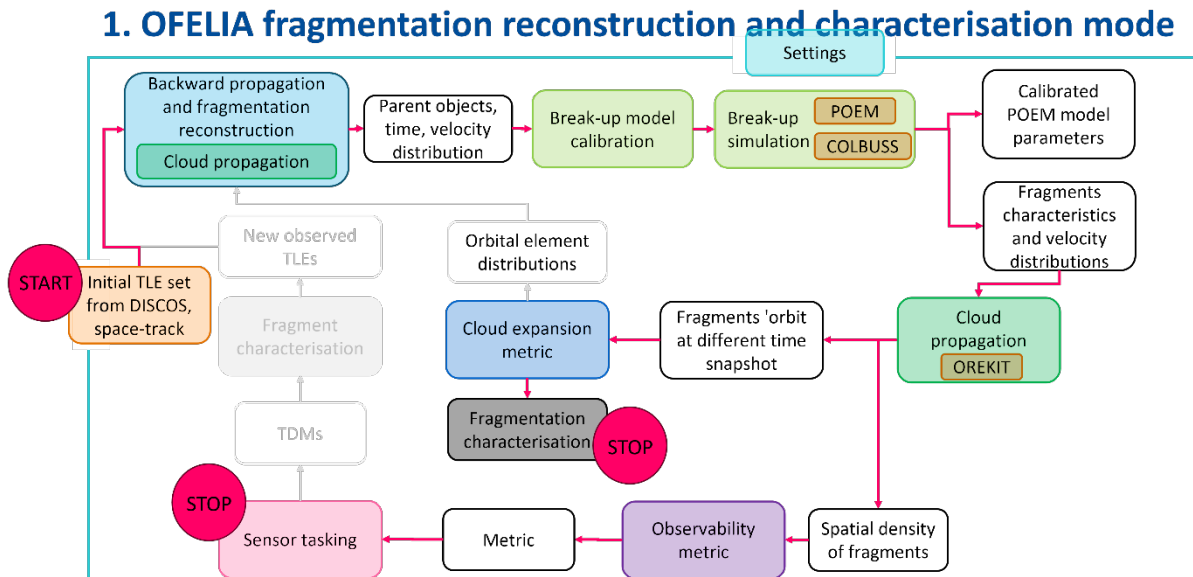 1. OFELIA fragmentation reconstruction and characterisation mode
Settings
Backward propagation
and fragmentation
reconstruction
Cloud propagation
Parent objects,
time, velocity
distribution
Break-up model
calibration
Break-up
simulation
POEM
COLBUSS
Calibrated
POEM model
parameters
Fragments
characteristics
and velocity
distributions
New observed
TLEs
Orbital element
distributions
START
Initial TLE set
from DISCOS,
space-track
Fragment
characterisation
Cloud expansion
metric
Fragments 'orbit
at different time
snapshot
Cloud
propagation
OREKIT
TDMs
Fragmentation
characterisation
STOP
STOP
Sensor tasking
Metric
Observability
metric
Spatial density
of fragments